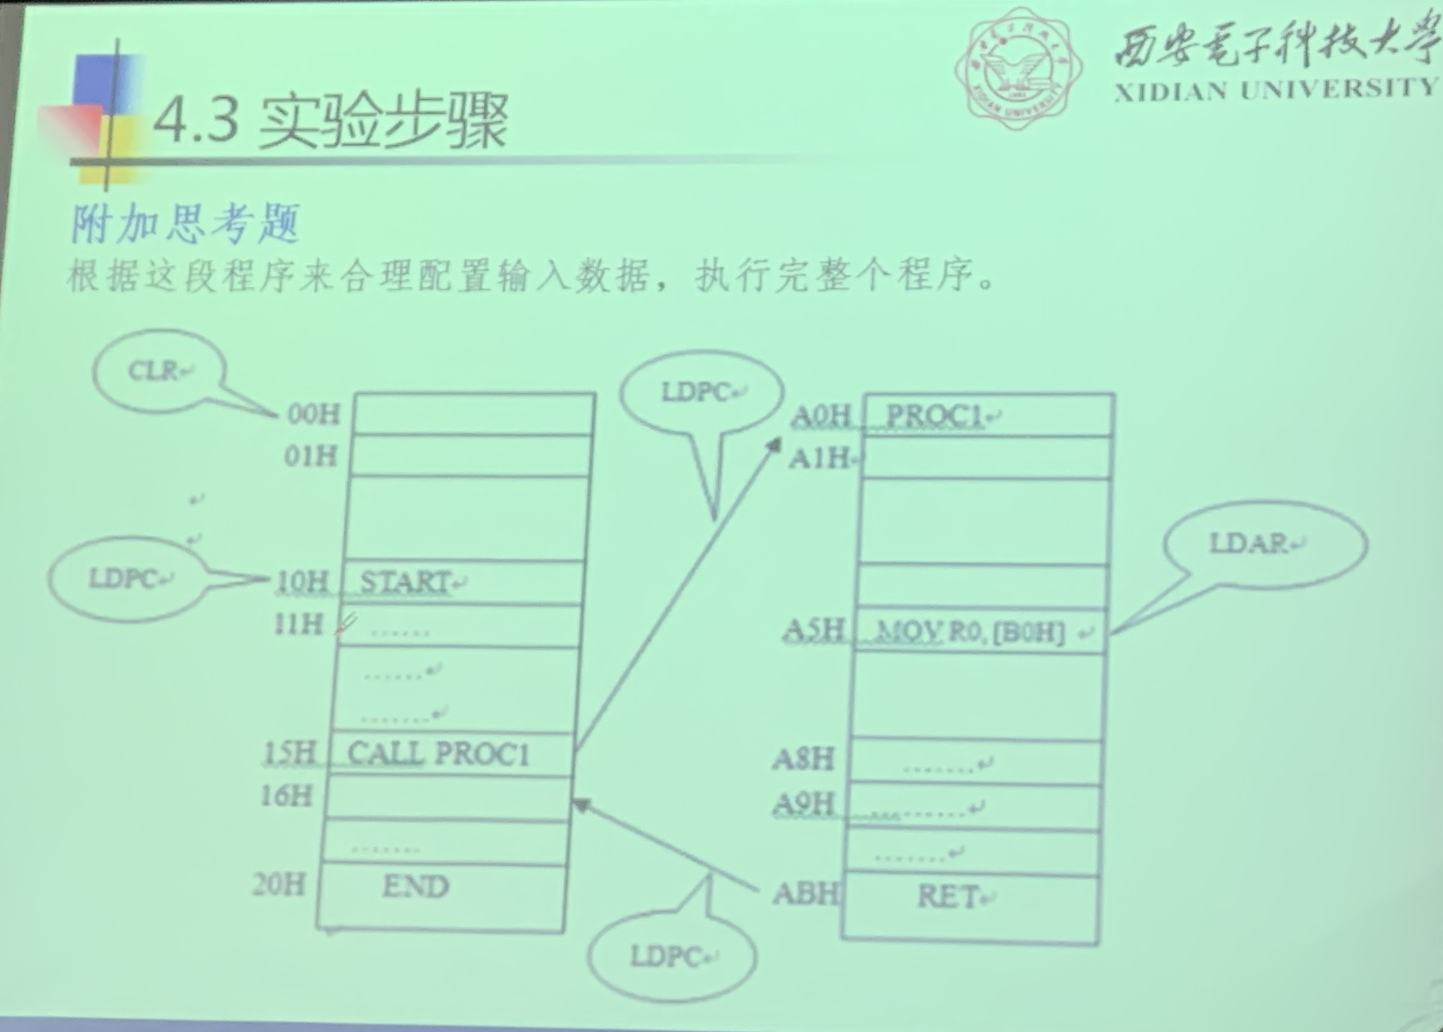 西安電子科技大學
XIDIAN UNIVERSITY
4.3 实验步骤
附加思考题
根据这段程序来合理配置输入数据，执行完整个程序。
CLR
00H
01H
LDPC
10H START
11H ......
......
.......
15H CALL PROC1
16H
.......
20H END
LDPC
LDPC
A0H PROC1
A1H
LDAR
A5H MOV R0, [B0H]
A8H .......
A9H ..........
.......
ABH RET